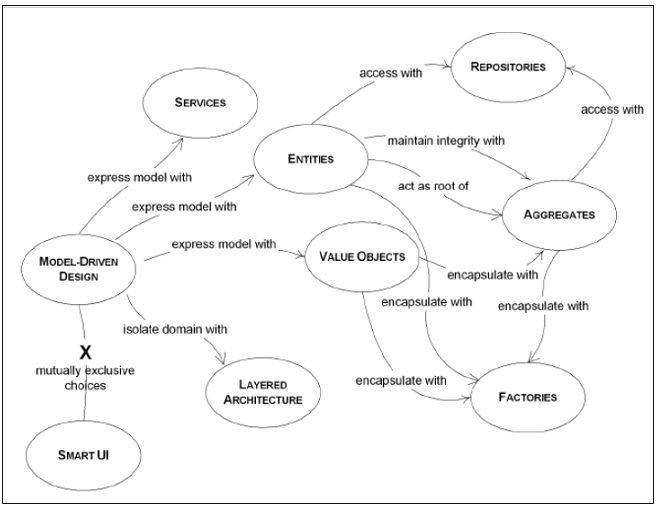 REPOSITORIES
access with
SERVICES
access with
maintain integrity with
ENTITIES
express model with
act as root of
express model with
AGGREGATES
express model with
VALUE OBJECTS
MODEL-DRIVEN
DESIGN
encapsulate with
encapsulate with
encapsulate with
isolate domain with
X
mutually exclusive
choices
encapsulate with
LAYERED
ARCHITECTURE
FACTORIES
SMART UI